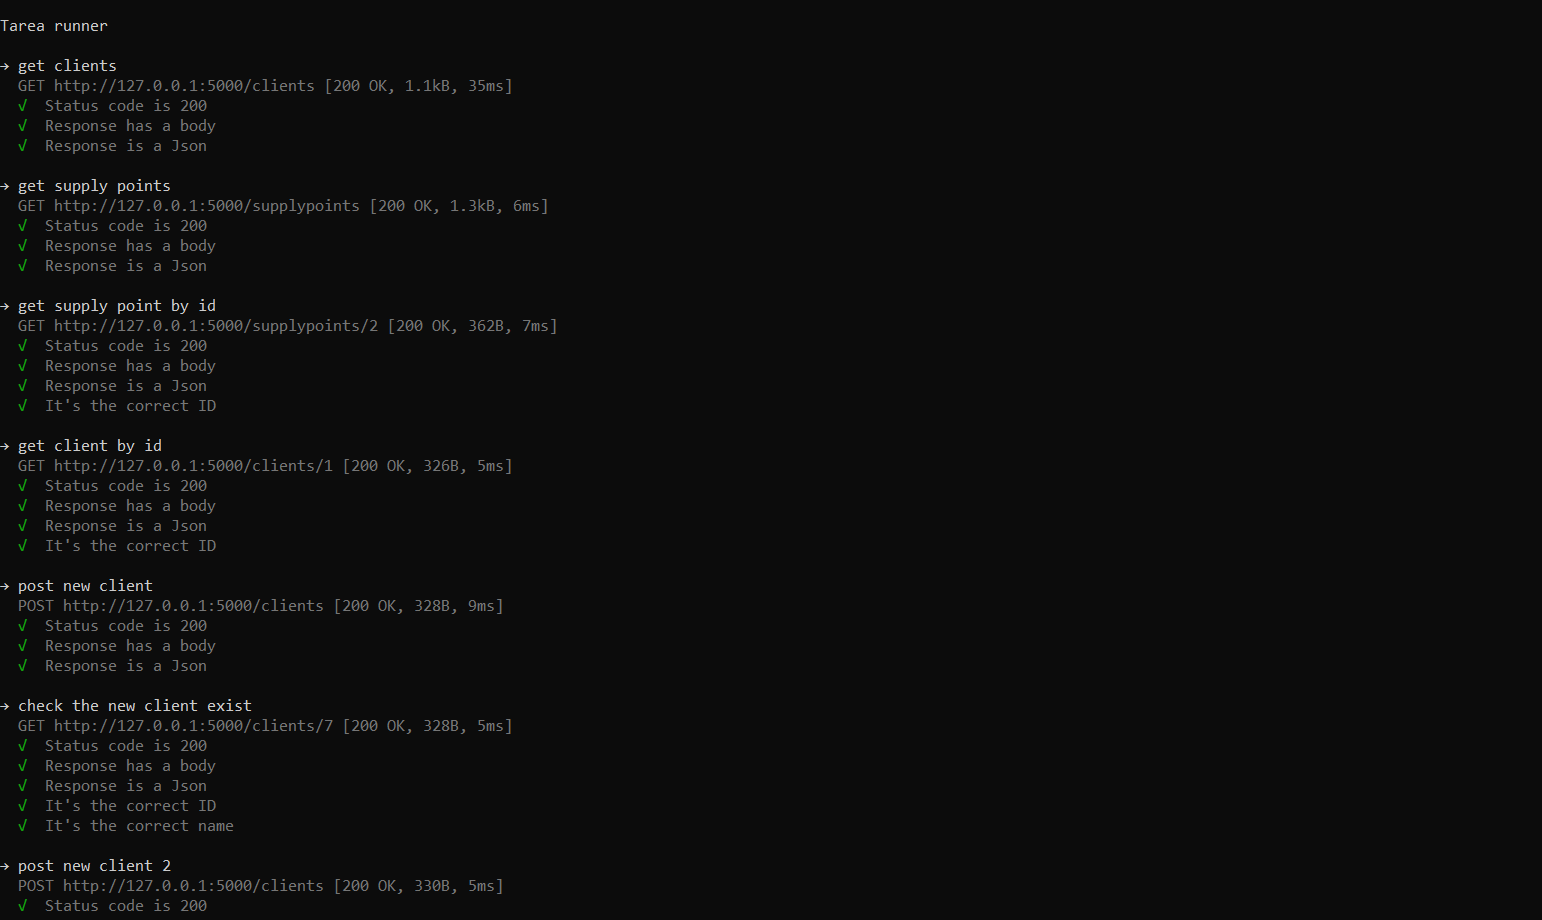 Tarea runner
→ get clients
GET http://127.0.0.1:5000/clients [200 OK, 1.1kB, 35ms]
√ Status code is 200
√ Response has a body
√ Response is a Json
→ get supply points
GET http://127.0.0.1:5000/supplypoints [200 OK, 1.3kB, 6ms]
√ Status code is 200
√ Response has a body
√ Response is a Json
→ get supply point by id
GET http://127.0.0.1:5000/supplypoints/2 [200 OK, 362B, 7ms]
√ Status code is 200
√ Response has a body
√ Response is a Json
√ It's the correct ID
→ get client by id
GET http://127.0.0.1:5000/clients/1 [200 OK, 326B, 5ms]
√ Status code is 200
√ Response has a body
√ Response is a Json
√ It's the correct ID
→ post new client
POST http://127.0.0.1:5000/clients [200 OK, 328B, 9ms]
√ Status code is 200
√ Response has a body
√ Response is a Json
→ check the new client exist
GET http://127.0.0.1:5000/clients/7 [200 OK, 328B, 5ms]
√ Status code is 200
√ Response has a body
√ Response is a Json
√ It's the correct ID
√ It's the correct name
→ post new client 2
POST http://127.0.0.1:5000/clients [200 OK, 330B, 5ms]
√ Status code is 200